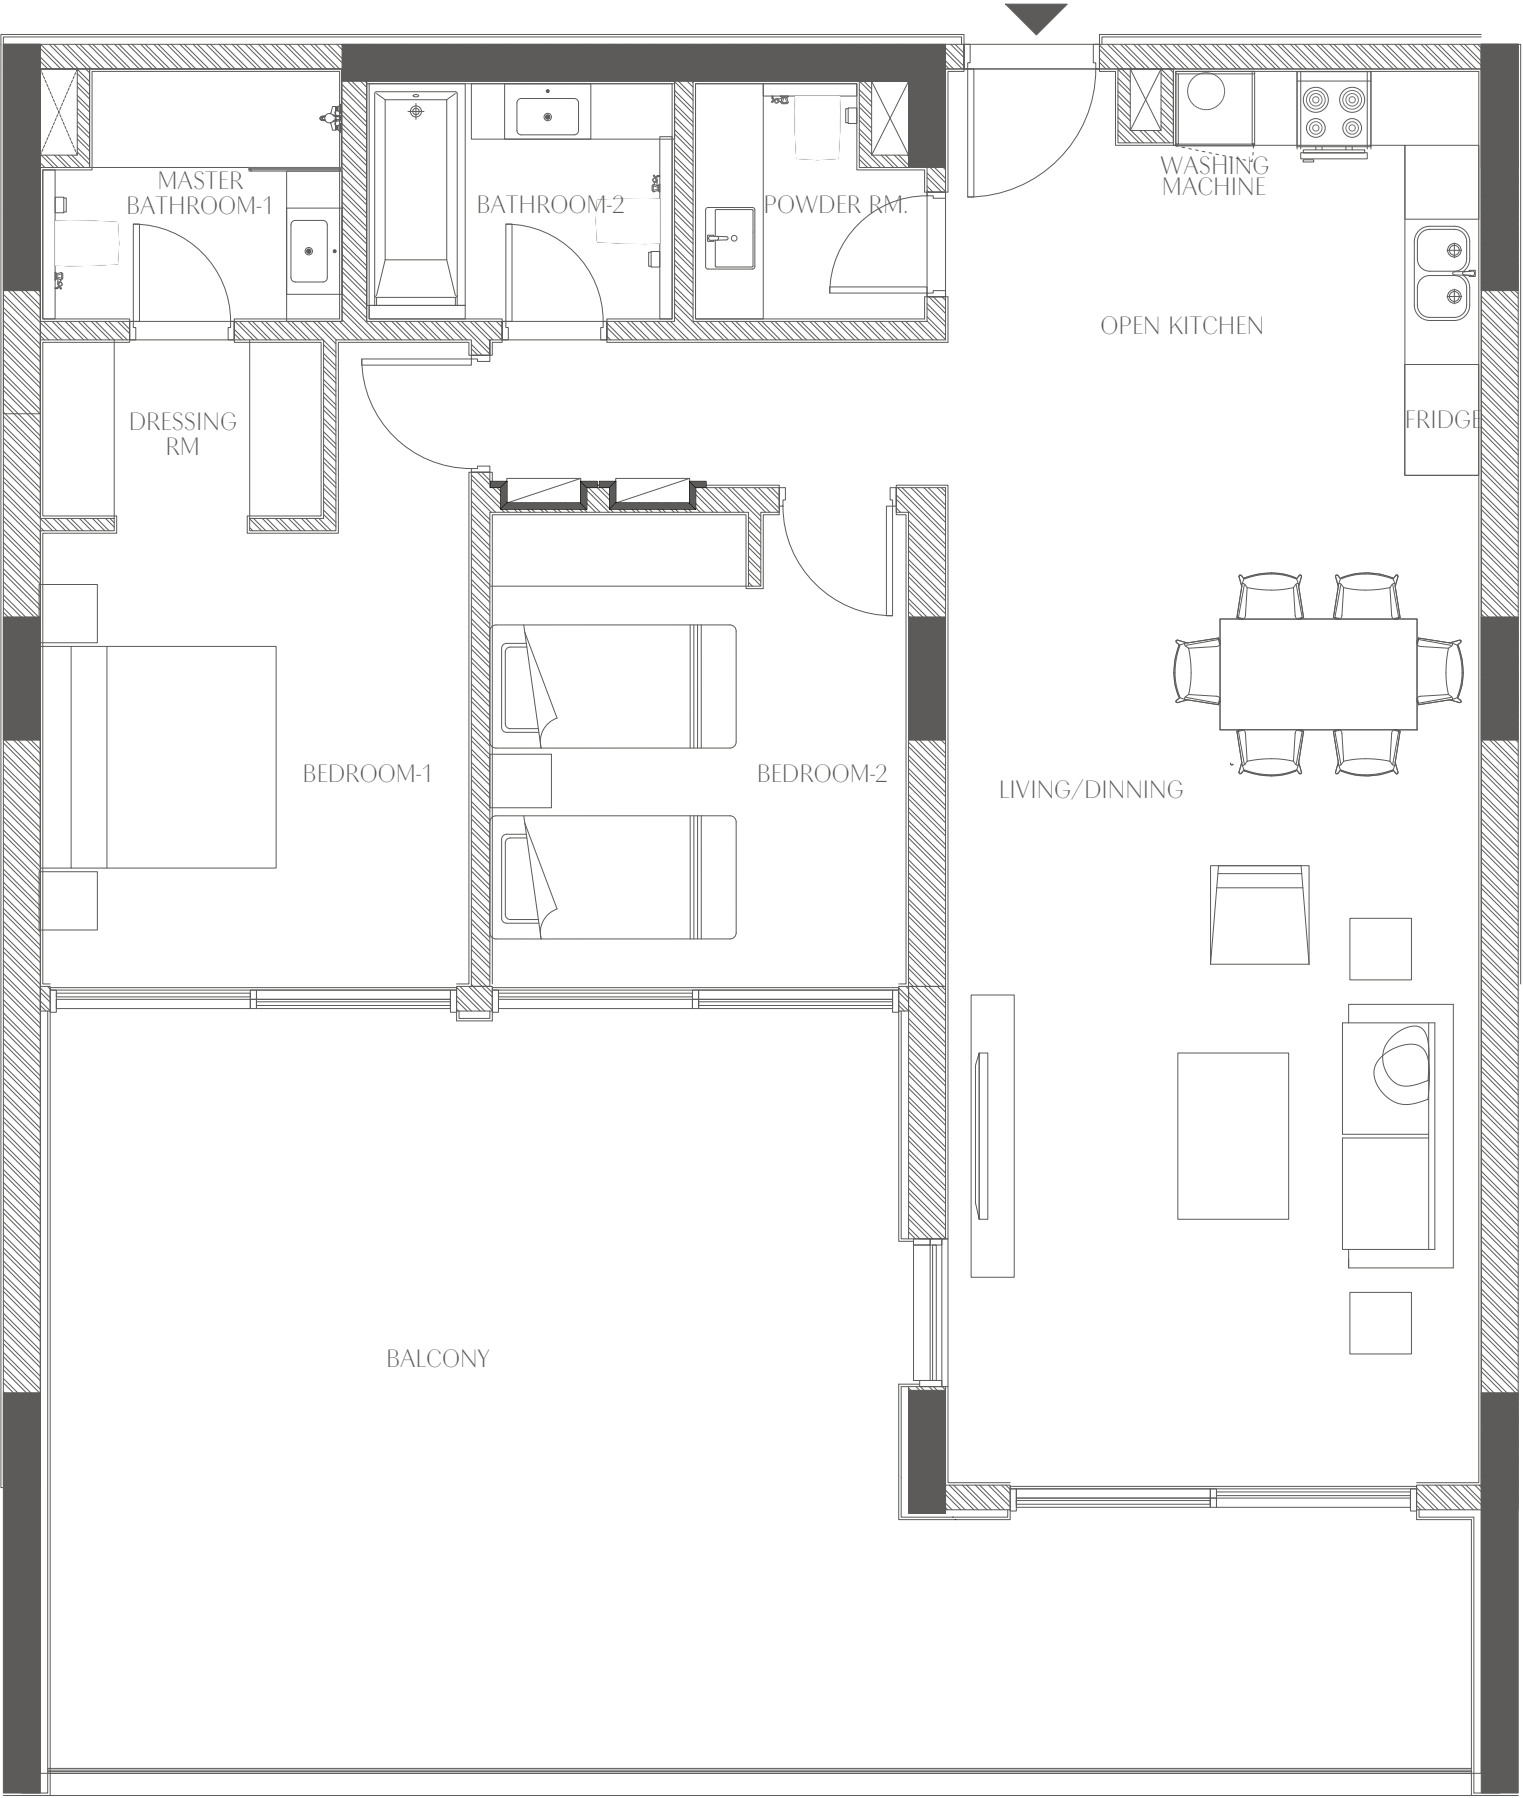 WASHING
MACHINE
MASTER
BATHROOM-1
BATHROOM-2
POWDER RM.
OPEN KITCHEN
DRESSING
RM
FRIDGE
BEDROOM-1
BEDROOM-2
LIVING/DINNING
BALCONY